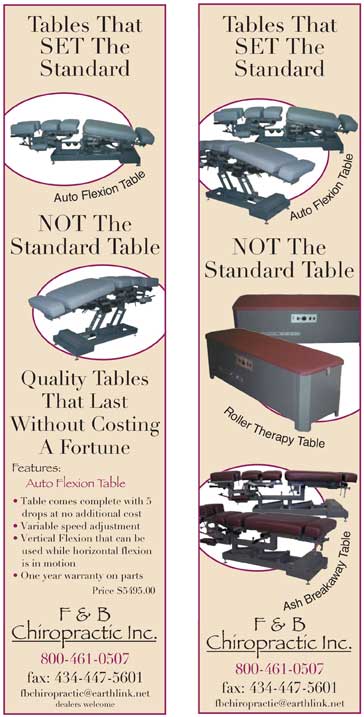 Tables That
SET The
Standard
Auto Flexion Table
NOT The
Standard Table
Quality Tables
That Last
Without Costing
A Fortune
Features:
Auto Flexion Table
• Table comes complete with 5
drops at no additional cost
• Variable speed adjustment
• Vertical Flexion that can be
used while horizontal flexion
is in motion
• One year warranty on parts
Price $5495.00
F & B
Chiropractic Inc.
800-461-0507
fax: 434-447-5601
fbchiropractic@earthlink.net
dealers welcome
Tables That
SET The
Standard
Auto Flexion Table
NOT The
Standard Table
Roller Therapy Table
Ash Breakaway Table
F & B
Chiropractic Inc.
800-461-0507
fax: 434-447-5601
fbchiropractic@earthlink.net